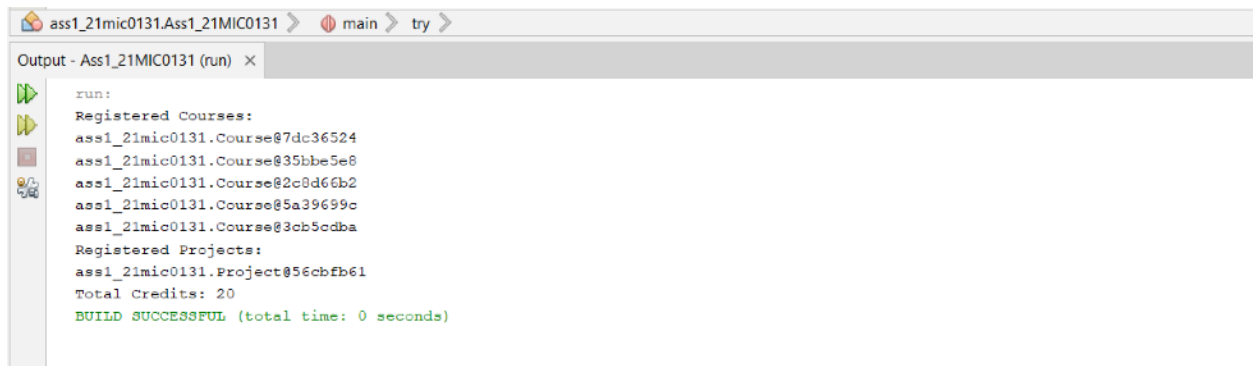 ass1_21mic0131.Ass1_21MIC0131 main try
Output - Ass1_21MIC0131 (run) ×
run:
Registered Courses:
ass1_21mic0131.Course@7dc36524
ass1_21mic0131.Course@35bbe5e8
ass1_21mic0131.Course@2c8d66b2
ass1_21mic0131.Course@5a39699c
ass1_21mic0131.Course@3cb5cdba
Registered Projects:
ass1_21mic0131.Project@56cbfb61
Total Credits: 20
BUILD SUCCESSFUL (total time: 0 seconds)